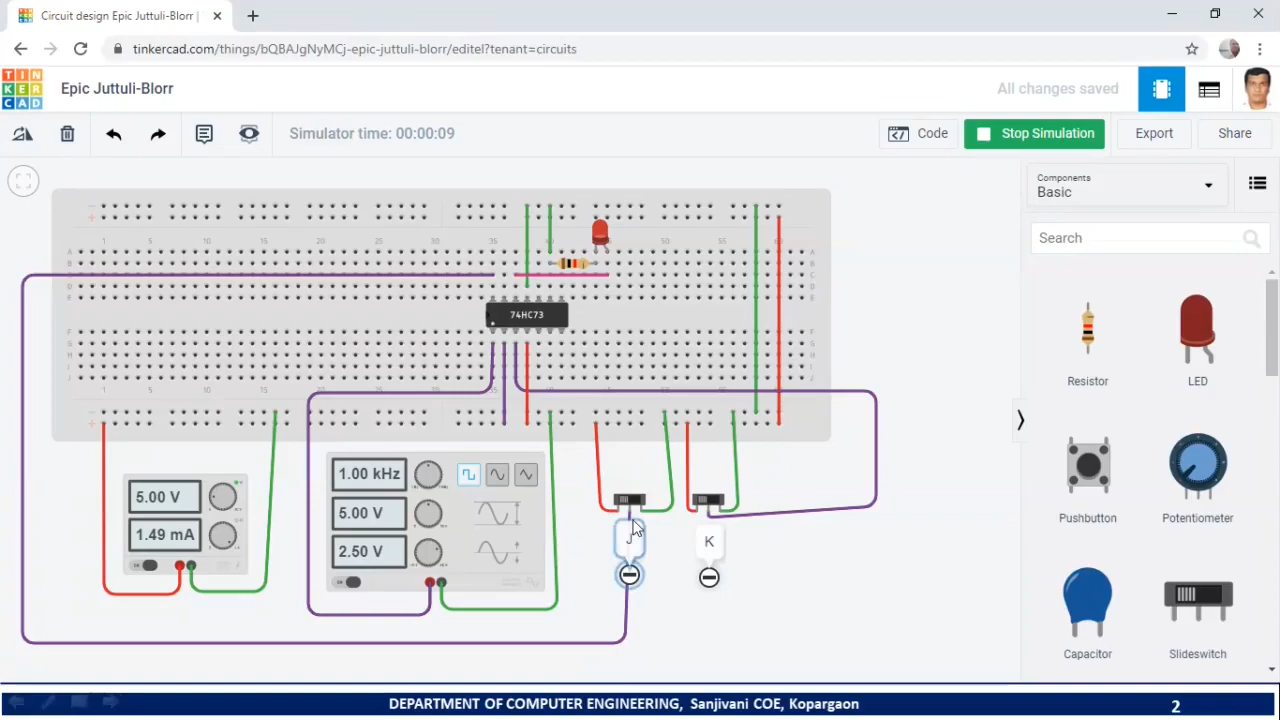 Circuit design Epic Juttuli-Blorr |
tinkercad.com/things/bQBAJgNyMCj-epic-juttuli-blorr/editel?tenant=circuits
TIN
KER
CAD
Epic Juttuli-Blorr
All changes saved
Simulator time: 00:00:09
Code
Stop Simulation
Export
Share
Components
Basic
Search
Resistor
LED
Pushbutton
Potentiometer
Capacitor
Slideswitch
74HC73
5.00 V
1.49 mA
1.00 kHz
5.00 V
2.50 V
J
K
DEPARTMENT OF COMPUTER ENGINEERING, Sanjivani COE, Kopargaon
2